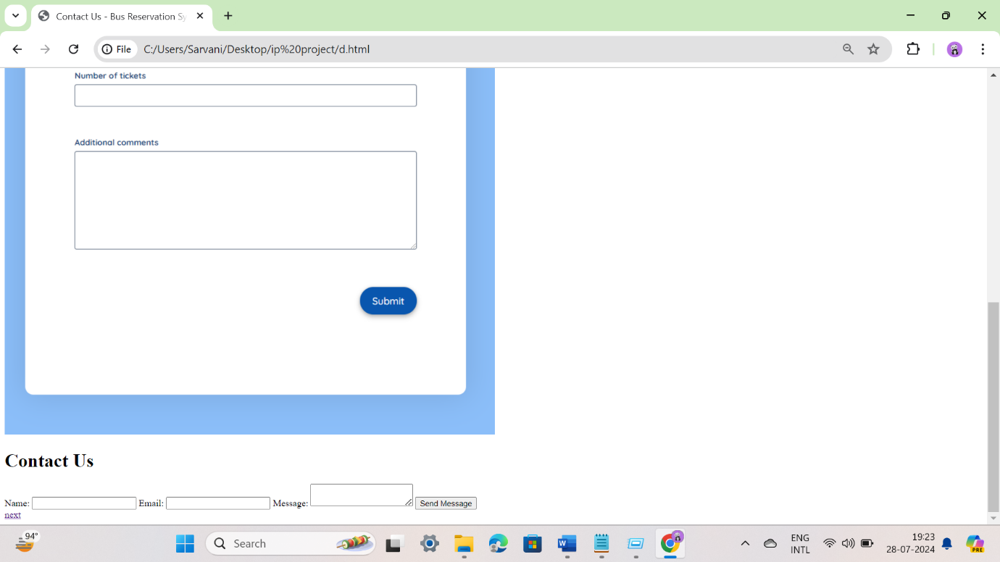 Contact Us - Bus Reservation Sy
File C:/Users/Sarvani/Desktop/ip%20project/d.html
Number of tickets
Additional comments
Submit
Contact Us
Name: Email: Message: Send Message
next
94°
Search
ENG
INTL
19:23
28-07-2024
PRE